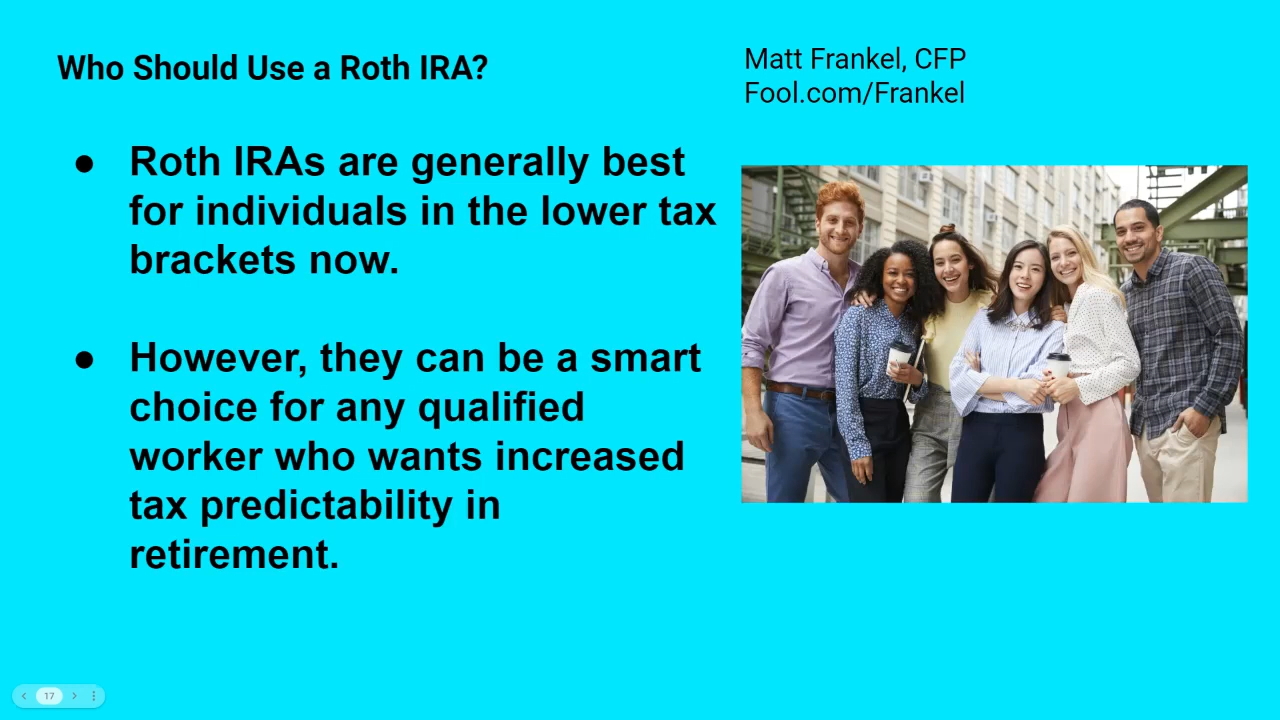 Who Should Use a Roth IRA?
Matt Frankel, CFP
Fool.com/Frankel
● Roth IRAs are generally best
for individuals in the lower tax
brackets now.
● However, they can be a smart
choice for any qualified
worker who wants increased
tax predictability in
retirement.
17